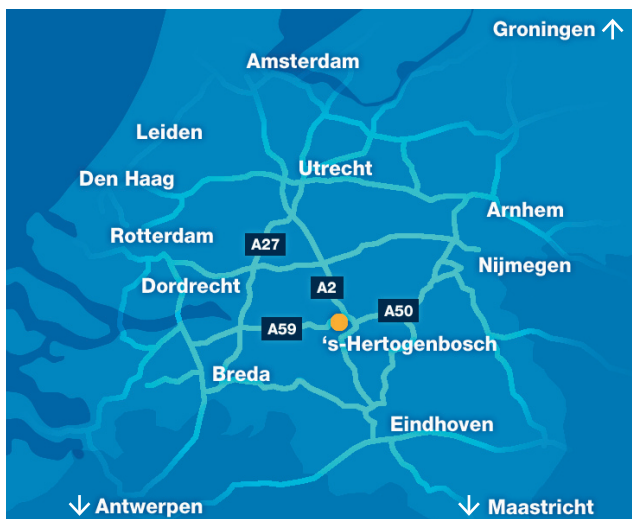 Groningen ↑
Amsterdam
Leiden
Utrecht
Den Haag
Arnhem
Rotterdam
A27
Nijmegen
Dordrecht
A2
A50
A59
‘s-Hertogenbosch
Breda
Eindhoven
↓ Antwerpen
↓ Maastricht